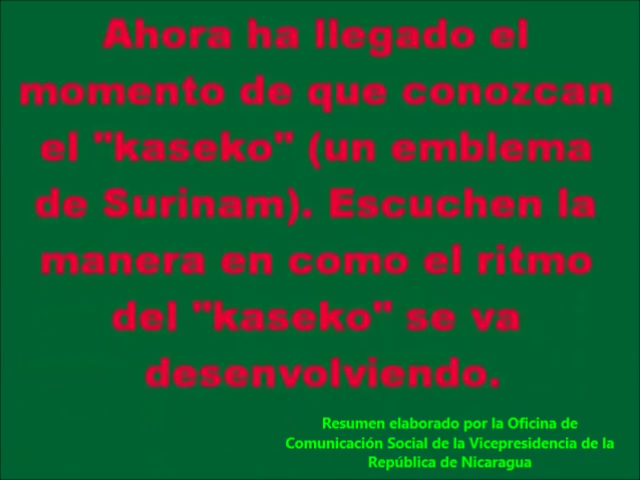 Ahora ha llegado el
momento de que conozcan
el "kaseko" (un emblema
de Surinam). Escuchen la
manera en como el ritmo
del "kaseko" se va
desenvolviendo.
Resumen elaborado por la Oficina de
Comunicación Social de la Vicepresidencia de la
República de Nicaragua